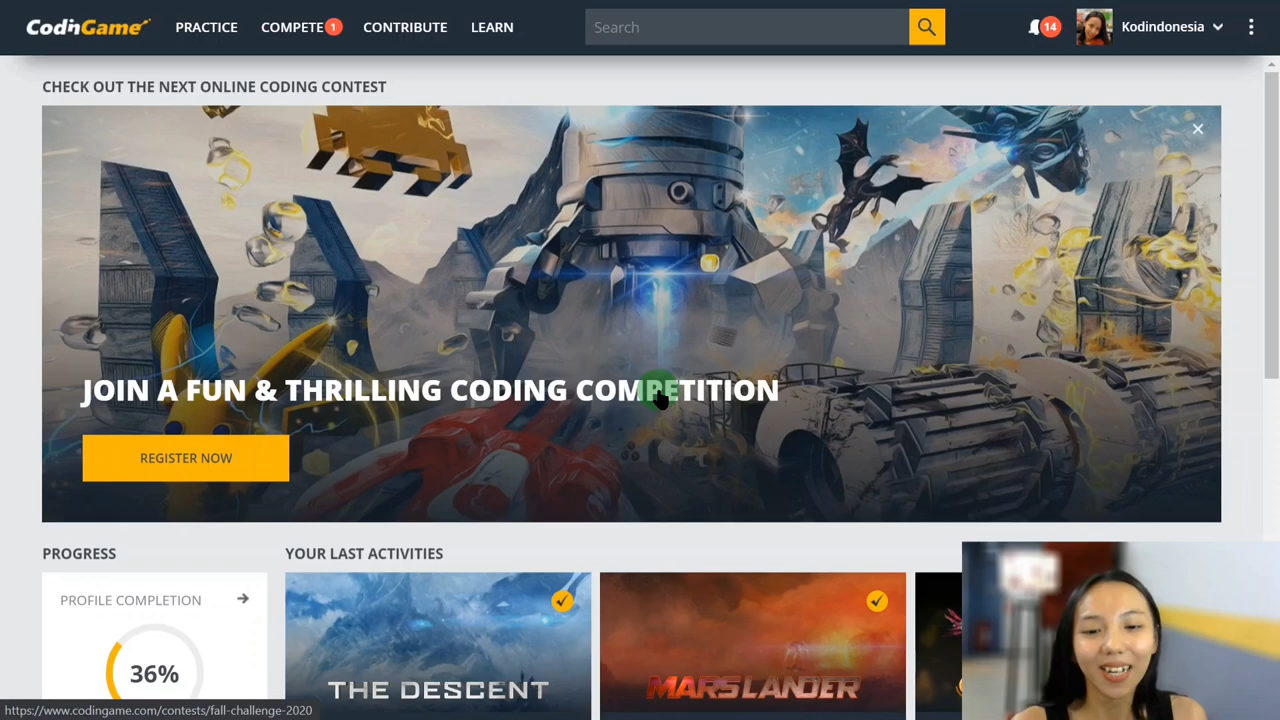 CODINGAME
PRACTICE
COMPETE 1
CONTRIBUTE
LEARN
Search
14
Kodindonesia
CHECK OUT THE NEXT ONLINE CODING CONTEST
JOIN A FUN & THRILLING CODING COMPETITION
REGISTER NOW
PROGRESS
YOUR LAST ACTIVITIES
PROFILE COMPLETION
36%
THE DESCENT
MARS LANDER
https://www.codingame.com/contests/fall-challenge-2020